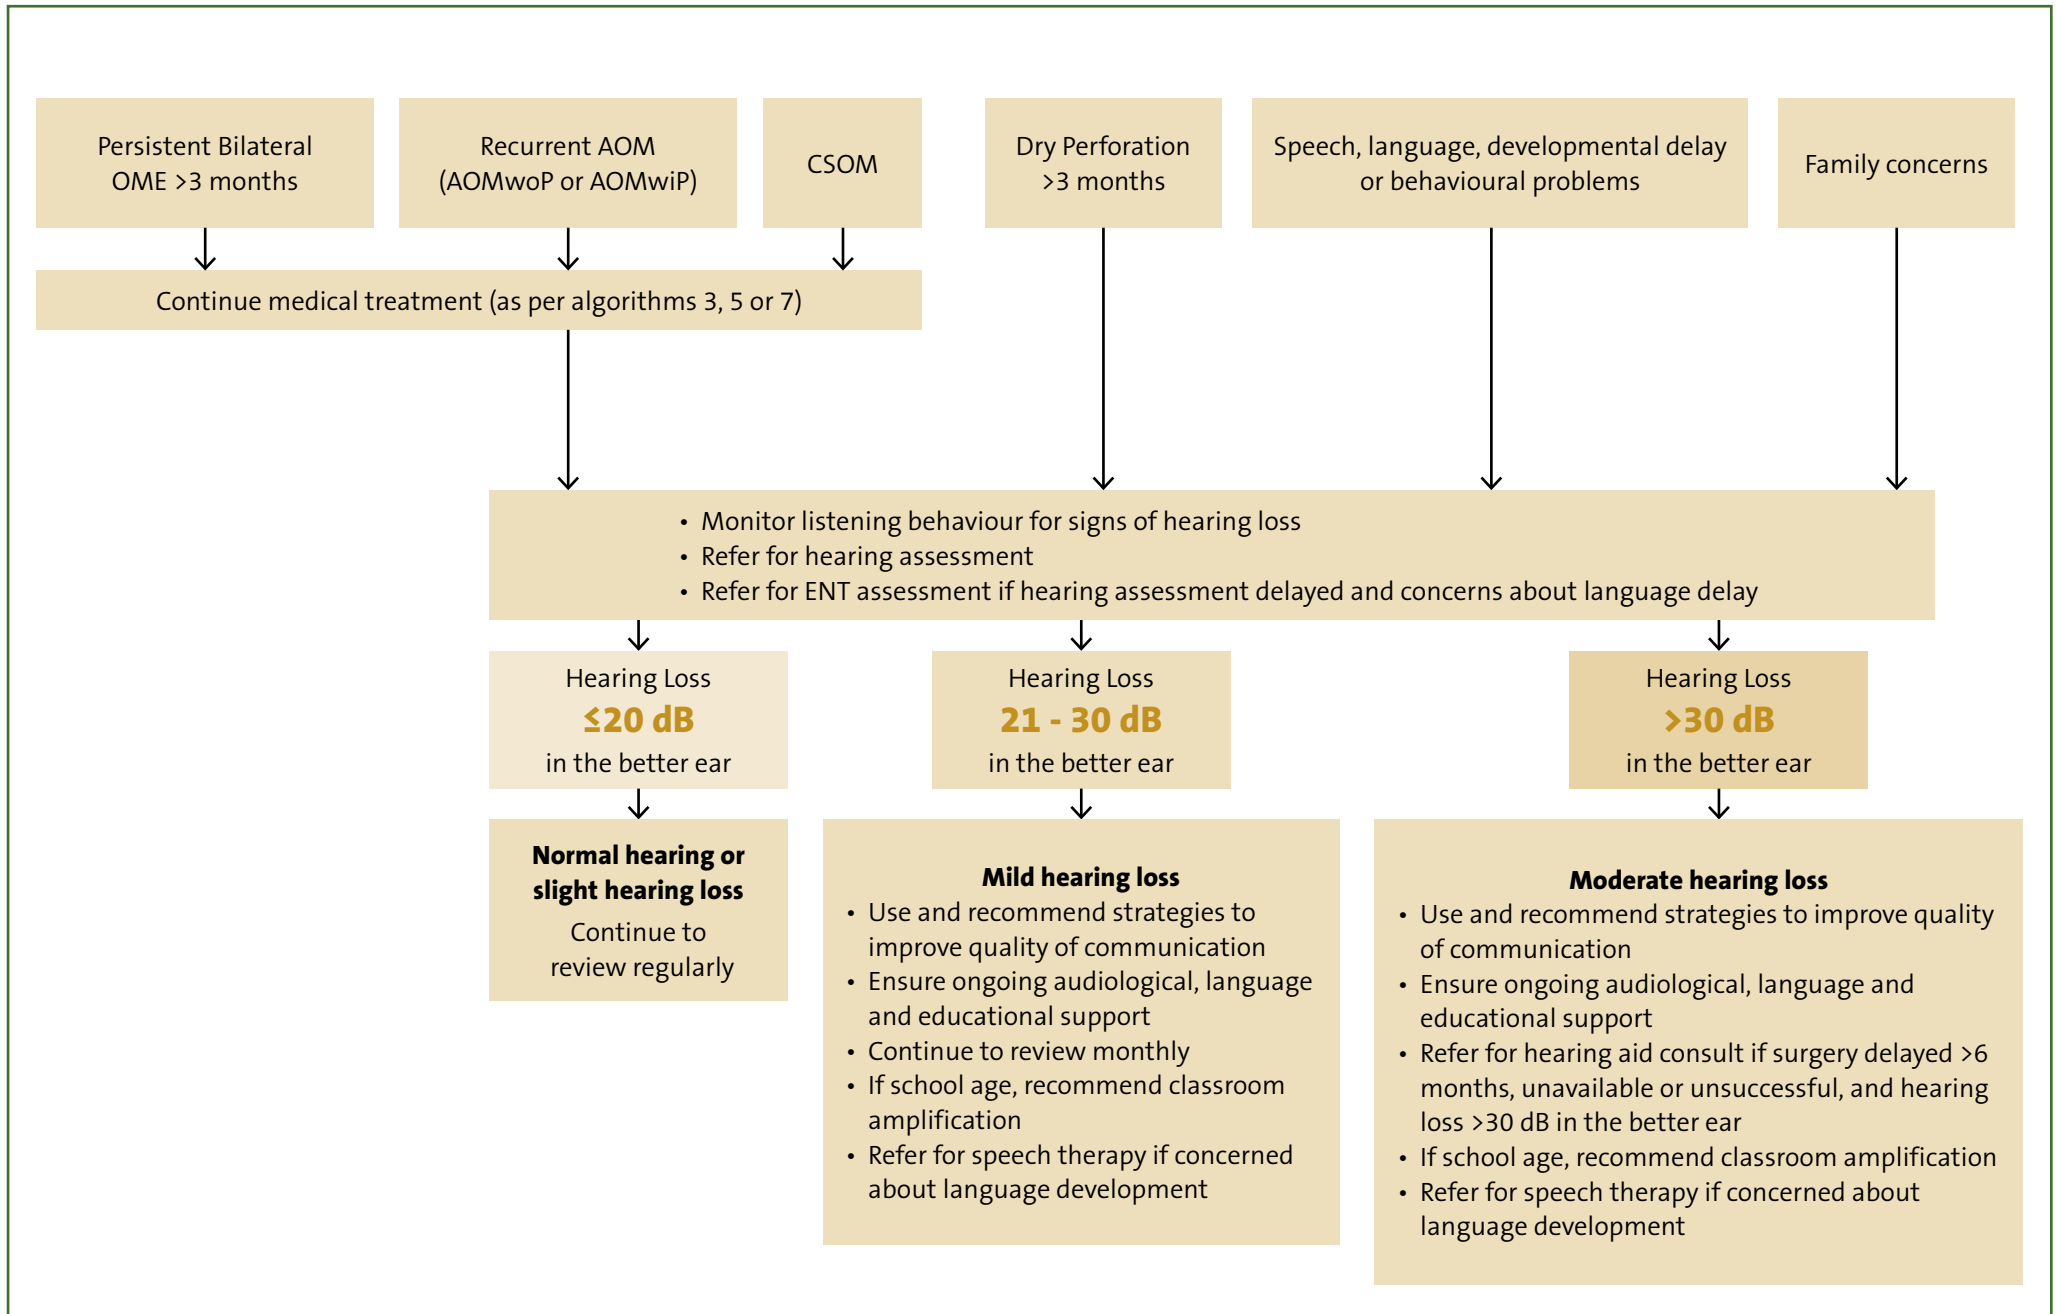 Persistent Bilateral
OME >3 months
Recurrent AOM
(AOMwoP or AOMwiP)
CSOM
Dry Perforation
>3 months
Speech, language, developmental delay
or behavioural problems
Family concerns
Continue medical treatment (as per algorithms 3, 5 or 7)
• Monitor listening behaviour for signs of hearing loss
• Refer for hearing assessment
• Refer for ENT assessment if hearing assessment delayed and concerns about language delay
Hearing Loss
≤20 dB
in the better ear
Hearing Loss
21 - 30 dB
in the better ear
Hearing Loss
>30 dB
in the better ear
Normal hearing or
slight hearing loss
Continue to
review regularly
Mild hearing loss
• Use and recommend strategies to
improve quality of communication
• Ensure ongoing audiological, language
and educational support
• Continue to review monthly
• If school age, recommend classroom
amplification
• Refer for speech therapy if concerned
about language development
Moderate hearing loss
• Use and recommend strategies to improve quality
of communication
• Ensure ongoing audiological, language and
educational support
• Refer for hearing aid consult if surgery delayed >6
months, unavailable or unsuccessful, and hearing
loss >30 dB in the better ear
• If school age, recommend classroom amplification
• Refer for speech therapy if concerned about
language development